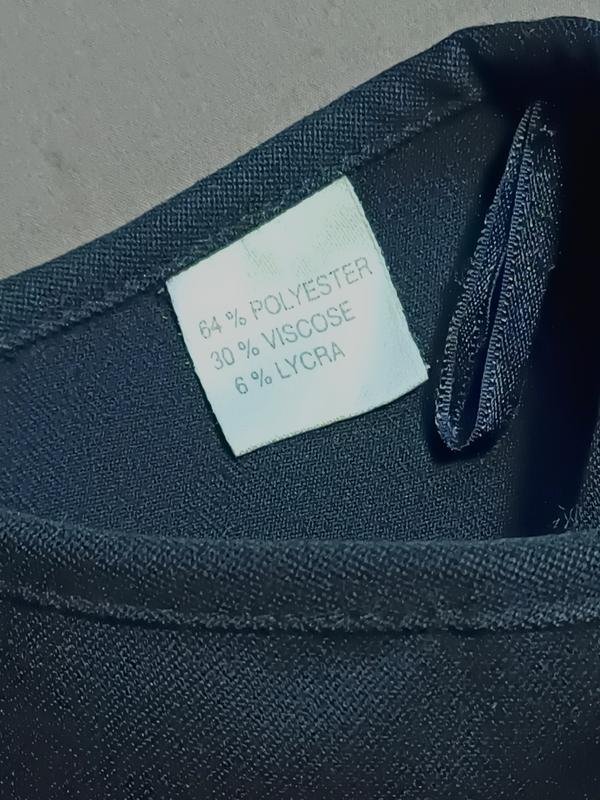 64 % POLYESTER
30 % VISCOSE
6 % LYCRA